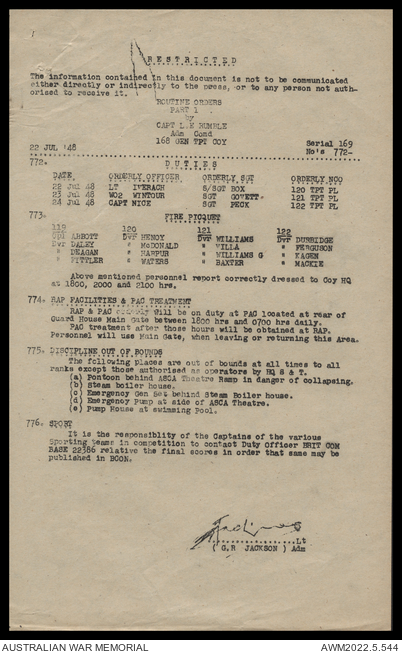 RESTRICTED
The information contained in this document is not to be communicated
either directly or indirectly to the press, or to any person not auth-
orised to receive it.
ROUTINE ORDERS
PART 1
by
CAPT L.E HUMBLE
Adm Comd
168 GEN TPT COY
Serial 169
22 JUL '48 No's 772-
772. DUTIES
DATE ORDERLY OFFICER ORDERLY SGT ORDERLY NCO
22 Jul 48 LT IVERACH S/SGT BOX 120 TPT PL
23 Jul 48 WO2 WINTOUR SGT GOVETT 121 TPT PL
24 Jul 48 CAPT NICE SGT PECK 122 TPT PL
773. FIRE PICQUET
119 120 121 122
Cpl ABBOTT Dvr HENOY Dvr WILLIAMS Dvr DURBIDGE
Dvr DALEY " McDONALD " WILLA " FERGUSON
" DEAGAN " HARPUR " WILLIAMS G " KAGEN
" FITTLER " WATERS " BAXTER " MACKIE
Above mentioned personnel report correctly dressed to Coy HQ
at 1800, 2000 and 2100 hrs.
774. RAP FACILITIES & PAC TREATMENT
RAP & PAC will be on duty at PAC located at rear of
Guard House Main Gate between 1800 hrs and 0700 hrs daily.
PAC treatment after those hours will be obtained at RAP.
Personnel will use Main Gate, when leaving or returning this Area.
775. DISCIPLINE OUT OF BOUNDS
The following places are out of bounds at all times to all
ranks except those authorised as operators by HQ S & T.
(a) Pontoon behind ASCA Theatre Ramp in danger of collapsing.
(b) Steam boiler house.
(c) Emergency Gen Set behind Steam Boiler house.
(d) Emergency Pump at side of ASCA Theatre.
(e) Pump House at swimming Pool.
776. SPORT
It is the responsiblity of the Captains of the various
Sporting teams in competition to contact Duty Officer BRIT COM
BASE 22386 relative the final scores in order that same may be
published in BCON.
....................Lt
( G.R JACKSON ) Adm
AUSTRALIAN WAR MEMORIAL AWM2022.5.544